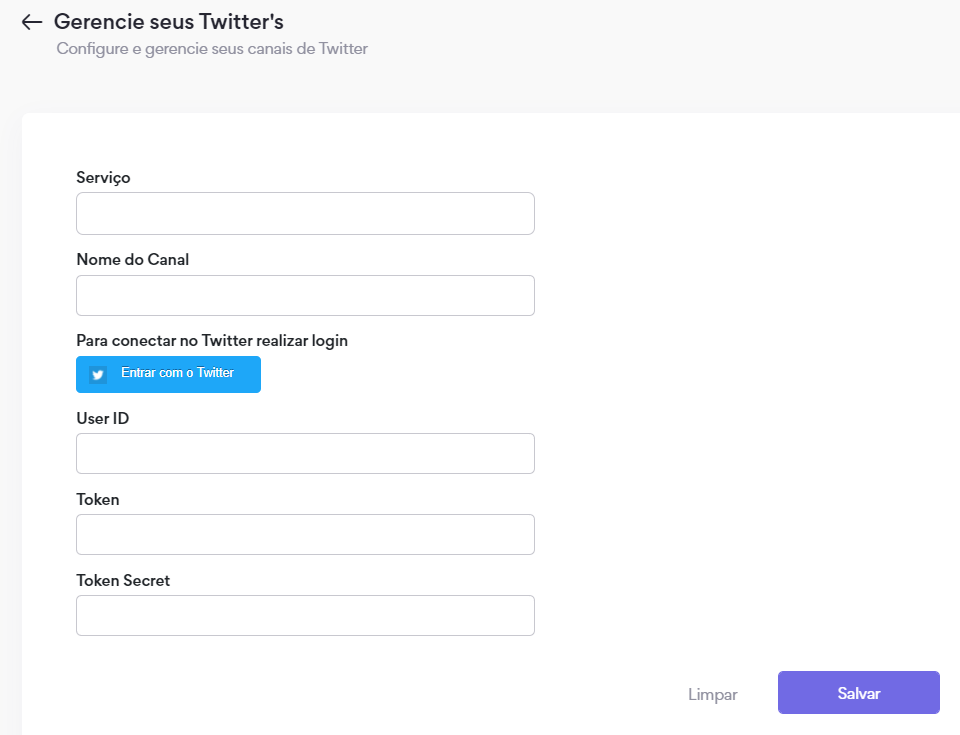 Gerencie seus Twitter's
Configure e gerencie seus canais de Twitter
Serviço
Nome do Canal
Para conectar no Twitter realizar login
Entrar com o Twitter
User ID
Token
Token Secret
Limpar
Salvar